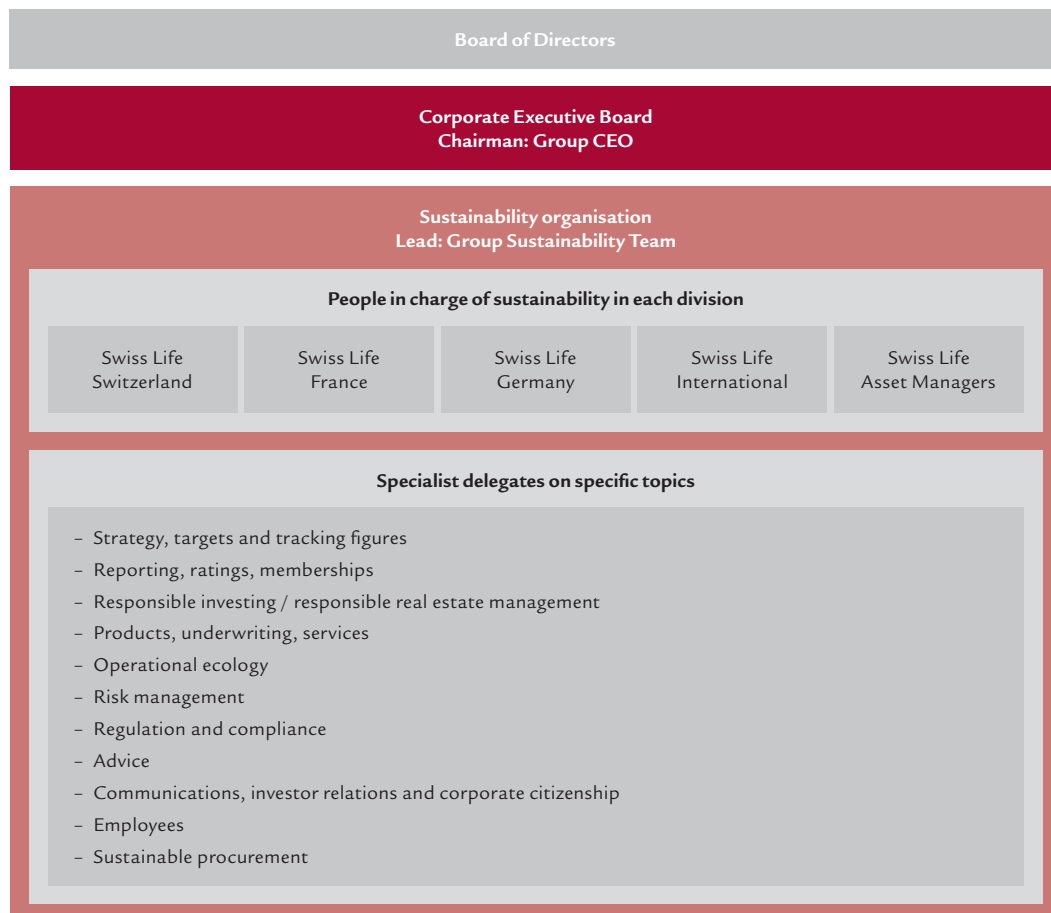 Board of Directors
Corporate Executive Board
Chairman: Group CEO
Sustainability organisation
Lead: Group Sustainability Team
People in charge of sustainability in each division
Swiss Life
Switzerland
Swiss Life
France
Swiss Life
Germany
Swiss Life
International
Swiss Life
Asset Managers
Specialist delegates on specific topics
– Strategy, targets and tracking figures
– Reporting, ratings, memberships
– Responsible investing / responsible real estate management
– Products, underwriting, services
– Operational ecology
– Risk management
– Regulation and compliance
– Advice
– Communications, investor relations and corporate citizenship
– Employees
– Sustainable procurement